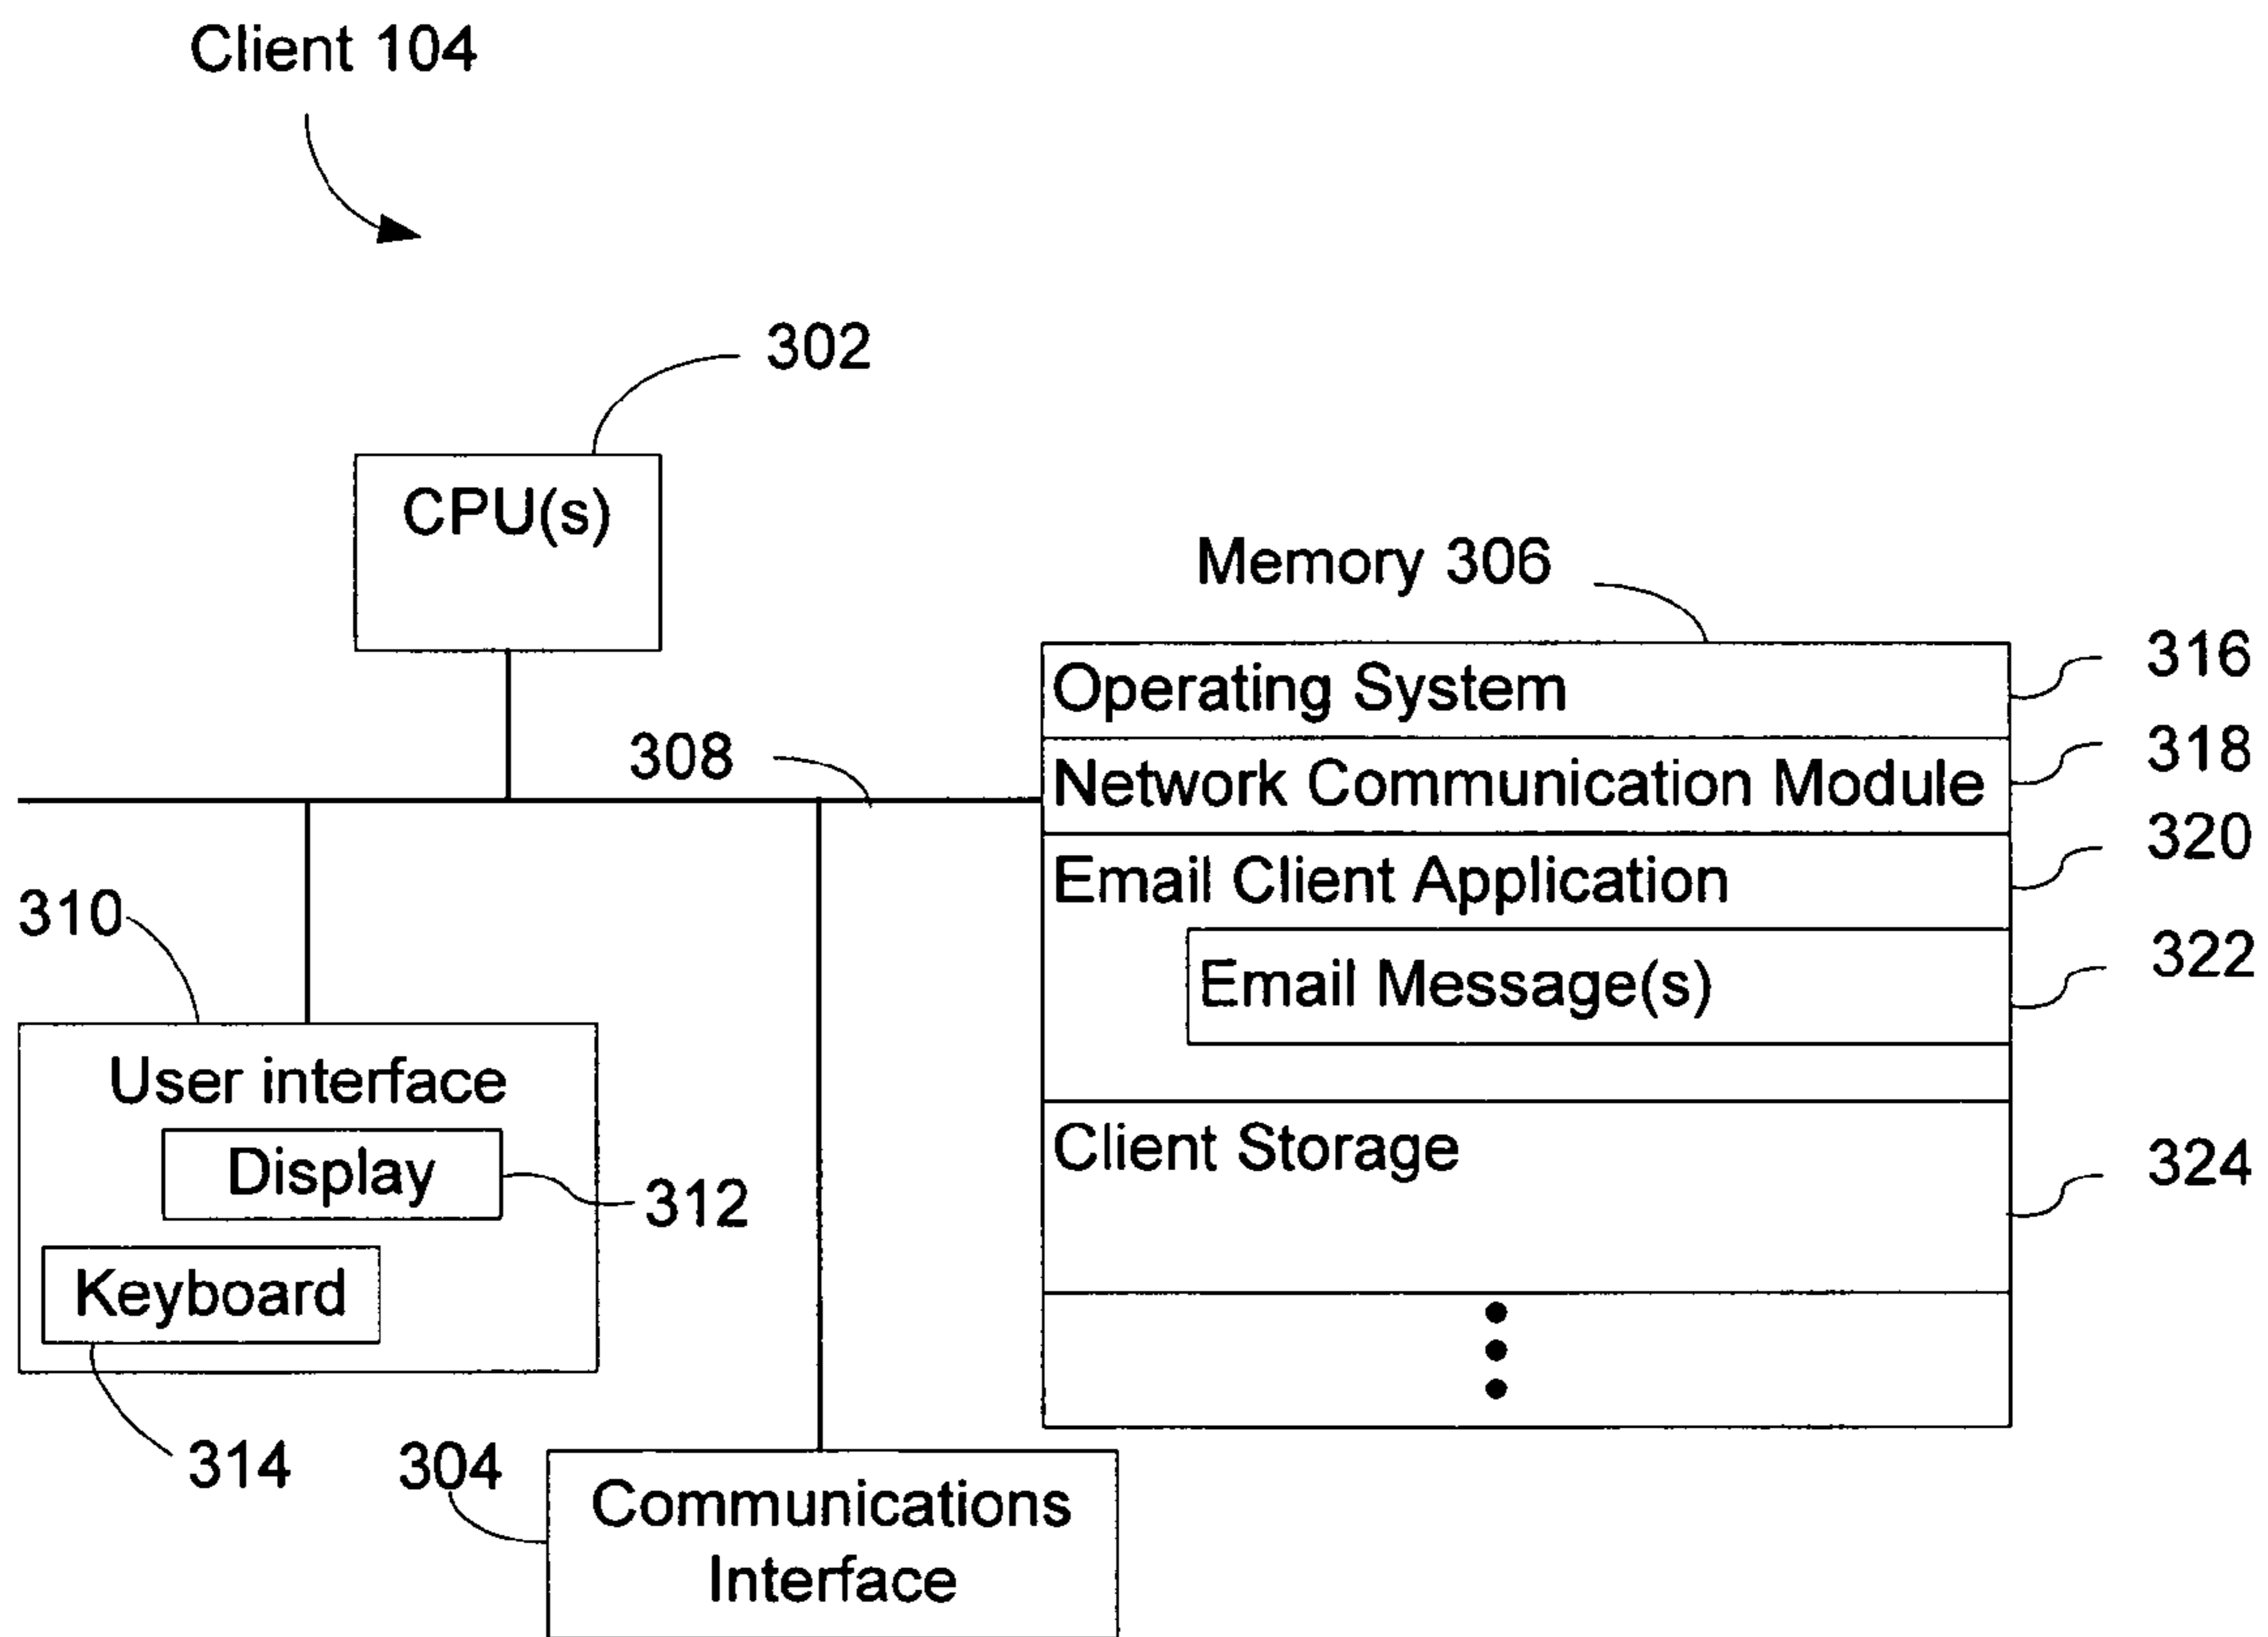 Client 104
302
CPU(s)
Memory 306
Operating System
316
308
Network Communication Module
318
Email Client Application
320
310
Email Message(s)
322
User interface
Display
312
Client Storage
324
Keyboard
314
304
Communications
Interface